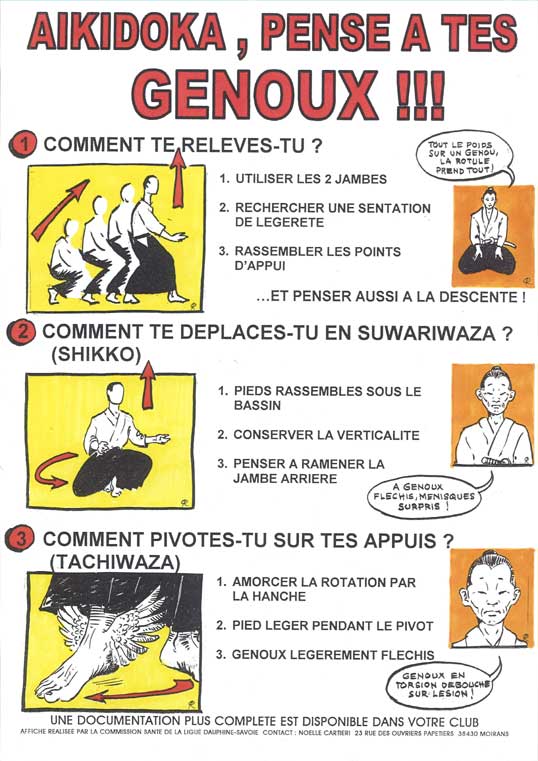 AIKIDOKA , PENSE A TES
GENOUX !!!
1 COMMENT TE RELEVES-TU ?
TOUT LE POIDS
SUR UN GENOU,
LA ROTULE
PREND TOUT!
1. UTILISER LES 2 JAMBES
2. RECHERCHER UNE SENTATION
DE LEGERETE
3. RASSEMBLER LES POINTS
D'APPUI
...ET PENSER AUSSI A LA DESCENTE !
2 COMMENT TE DEPLACES-TU EN SUWARIWAZA ?
(SHIKKO)
1. PIEDS RASSEMBLES SOUS LE
BASSIN
2. CONSERVER LA VERTICALITE
3. PENSER A RAMENER LA
JAMBE ARRIERE
A GENOUX
FLECHIS, MENISQUES
SURPRIS !
3 COMMENT PIVOTES-TU SUR TES APPUIS ?
(TACHIWAZA)
1. AMORCER LA ROTATION PAR
LA HANCHE
2. PIED LEGER PENDANT LE PIVOT
3. GENOUX LEGEREMENT FLECHIS
GENOUX EN
TORSION DEBOUCHE
SUR LESION !
UNE DOCUMENTATION PLUS COMPLETE EST DISPONIBLE DANS VOTRE CLUB
AFFICHE REALISEE PAR LA COMMISSION SANTE DE LA LIGUE DAUPHINE-SAVOIE CONTACT : NOELLE CARTIERI 23 RUE DES OUVRIERS PAPETIERS 38430 MOIRANS